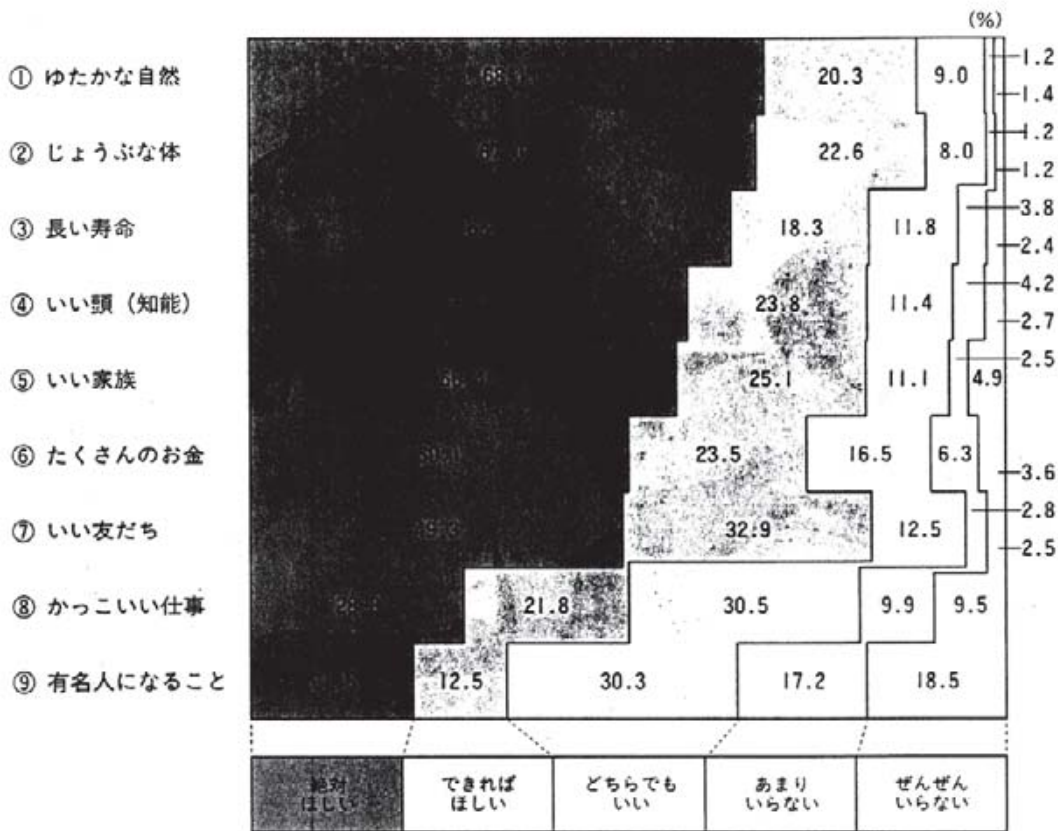 (%)
① ゆたかな自然 20.3 9.0 1.2 1.4
② じょうぶな体 22.6 8.0 1.2 1.2
③ 長い寿命 18.3 11.8 3.8 2.4
④ いい頭（知能） 23.8 11.4 4.2 2.7
⑤ いい家族 25.1 11.1 2.5 4.9
⑥ たくさんのお金 23.5 16.5 6.3 3.6
⑦ いい友だち 32.9 12.5 2.8 2.5
⑧ かっこいい仕事 21.8 30.5 9.9 9.5
⑨ 有名人になること 12.5 30.3 17.2 18.5
絶対 できれば どちらでも あまり ぜんぜん
ほしい ほしい いい いらない いらない